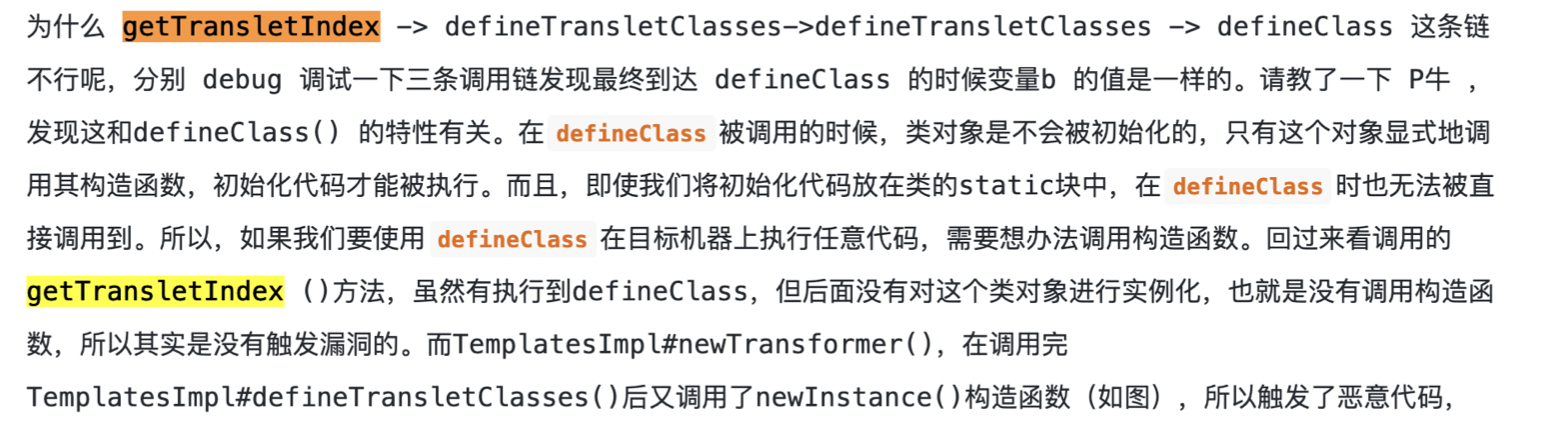 为什么 getTransletIndex -> defineTransletClasses->defineTransletClasses -> defineClass 这条链
不行呢，分别 debug 调试一下三条调用链发现最终到达 defineClass 的时候变量b 的值是一样的。请教了一下 P牛 ，
发现这和defineClass() 的特性有关。在 defineClass 被调用的时候，类对象是不会被初始化的，只有这个对象显式地调
用其构造函数，初始化代码才能被执行。而且，即使我们将初始化代码放在类的static块中，在 defineClass 时也无法被直
接调用到。所以，如果我们要使用 defineClass 在目标机器上执行任意代码，需要想办法调用构造函数。回过来看调用的
getTransletIndex ()方法，虽然有执行到defineClass，但后面没有对这个类对象进行实例化，也就是没有调用构造函
数，所以其实是没有触发漏洞的。而TemplatesImpl#newTransformer()，在调用完
TemplatesImpl#defineTransletClasses()后又调用了newInstance()构造函数（如图），所以触发了恶意代码，